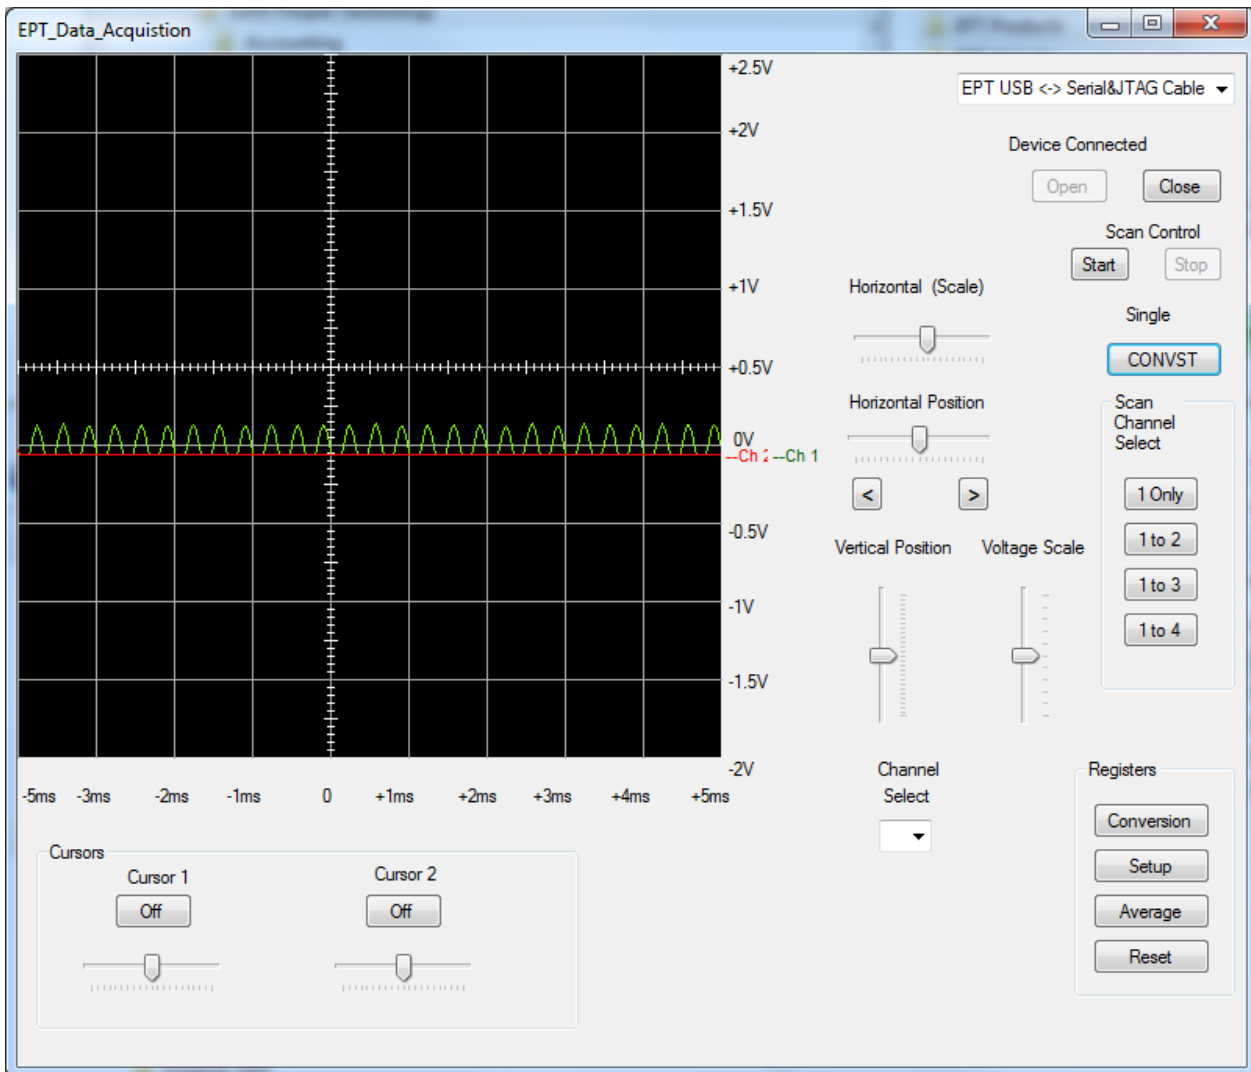 EPT_Data_Acquistion
+2.5V
EPT USB <-> Serial&JTAG Cable
+2V
Device Connected
Open Close
+1.5V
Scan Control
Start Stop
+1V
Horizontal (Scale)
Single
CONVST
+0.5V
Horizontal Position
Scan
Channel
Select
0V
--Ch 2 --Ch 1
< >
1 Only
-0.5V
Vertical Position Voltage Scale
1 to 2
1 to 3
-1V
1 to 4
-1.5V
-2V
Channel
Select
Registers
-5ms -3ms -2ms -1ms 0 +1ms +2ms +3ms +4ms +5ms
Conversion
Setup
Average
Reset
Cursors
Cursor 1 Cursor 2
Off Off